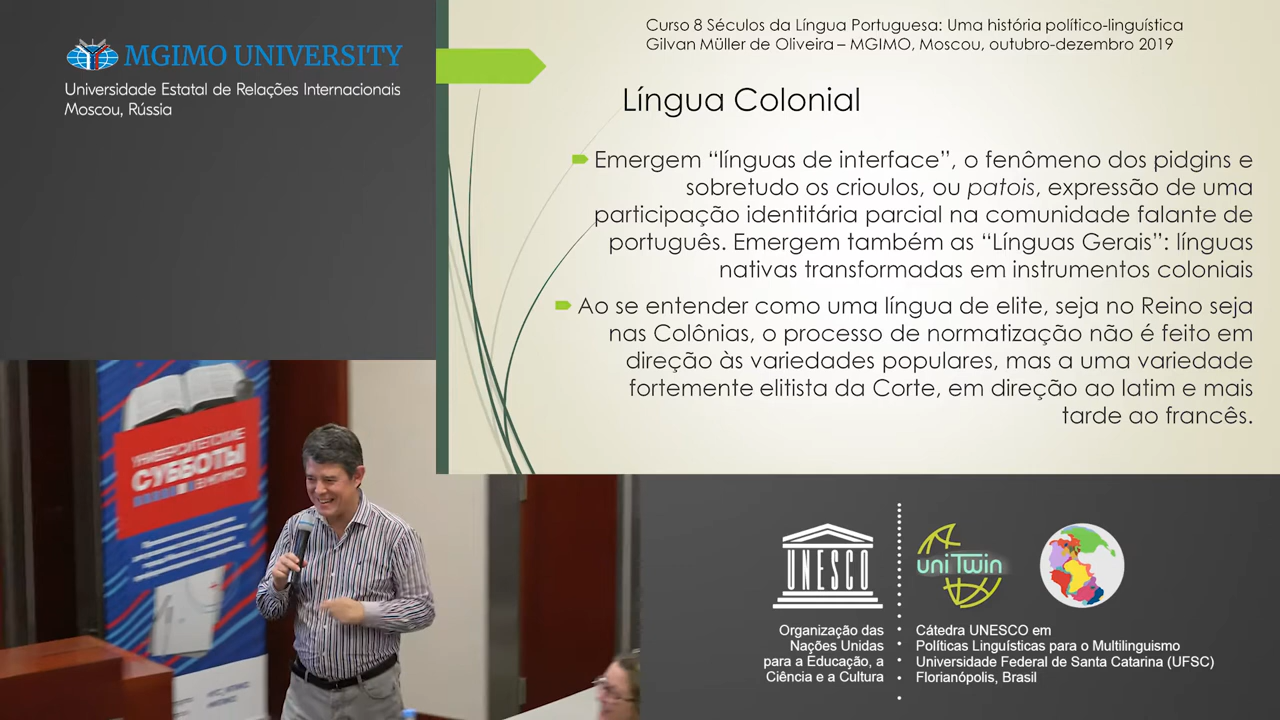 MGIMO UNIVERSITY
Universidade Estatal de Relações Internacionais
Moscou, Rússia
Curso 8 Séculos da Língua Portuguesa: Uma história político-linguística
Gilvan Müller de Oliveira – MGIMO, Moscou, outubro-dezembro 2019
Língua Colonial
Emergem “línguas de interface”, o fenômeno dos pidgins e
sobretudo os crioulos, ou patois, expressão de uma
participação identitária parcial na comunidade falante de
português. Emergem também as “Línguas Gerais”: línguas
nativas transformadas em instrumentos coloniais
Ao se entender como uma língua de elite, seja no Reino seja
nas Colônias, o processo de normatização não é feito em
direção às variedades populares, mas a uma variedade
fortemente elitista da Corte, em direção ao latim e mais
tarde ao francês.
УНИВЕРСИТЕТСКИЕ
СУББОТЫ
В МГИМО
UNESCO
Organização das
Nações Unidas
para a Educação, a
Ciência e a Cultura
uniTwin
Cátedra UNESCO em
Políticas Linguísticas para o Multilinguismo
Universidade Federal de Santa Catarina (UFSC)
Florianópolis, Brasil